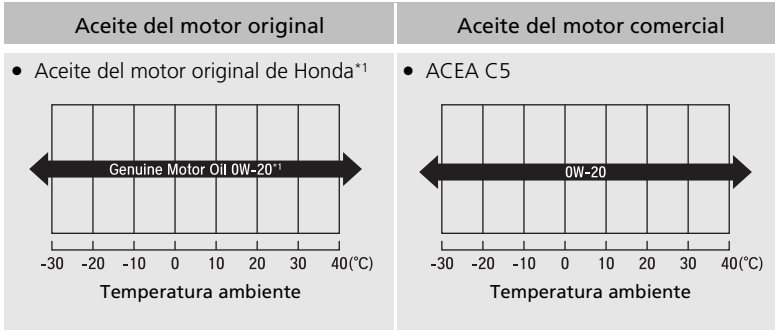 Aceite del motor original
Aceite del motor comercial
• Aceite del motor original de Honda*1
Genuine Motor Oil 0W-20*1
-30 -20 -10 0 10 20 30 40(°C)
Temperatura ambiente
• ACEA C5
0W-20
-30 -20 -10 0 10 20 30 40(°C)
Temperatura ambiente